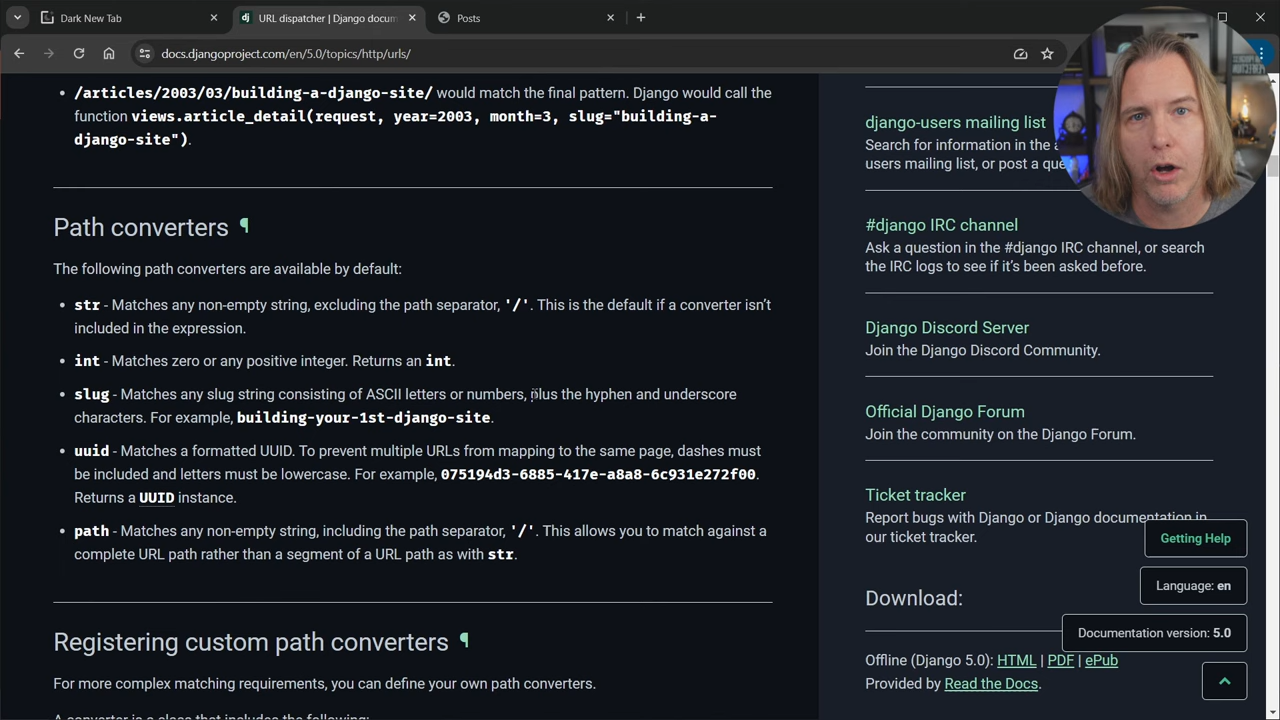 Dark New Tab
URL dispatcher | Django docum
Posts
docs.djangoproject.com/en/5.0/topics/http/urls/
/articles/2003/03/building-a-django-site/ would match the final pattern. Django would call the
function views.article_detail(request, year=2003, month=3, slug="building-a-
django-site").
Path converters ¶
The following path converters are available by default:
str - Matches any non-empty string, excluding the path separator, '/'. This is the default if a converter isn't
included in the expression.
int - Matches zero or any positive integer. Returns an int.
slug - Matches any slug string consisting of ASCII letters or numbers, plus the hyphen and underscore
characters. For example, building-your-1st-django-site.
uuid - Matches a formatted UUID. To prevent multiple URLs from mapping to the same page, dashes must
be included and letters must be lowercase. For example, 075194d3-6885-417e-a8a8-6c931e272f00.
Returns a UUID instance.
path - Matches any non-empty string, including the path separator, '/'. This allows you to match against a
complete URL path rather than a segment of a URL path as with str.
Registering custom path converters ¶
For more complex matching requirements, you can define your own path converters.
A converter is a class that includes the following:
django-users mailing list
Search for information in the
users mailing list, or post a
#django IRC channel
Ask a question in the #django IRC channel, or search
the IRC logs to see if it's been asked before.
Django Discord Server
Join the Django Discord Community.
Official Django Forum
Join the community on the Django Forum.
Ticket tracker
Report bugs with Django or Django documentation in
our ticket tracker.
Getting Help
Language: en
Download:
Documentation version: 5.0
Offline (Django 5.0): HTML | PDF | ePub
Provided by Read the Docs.